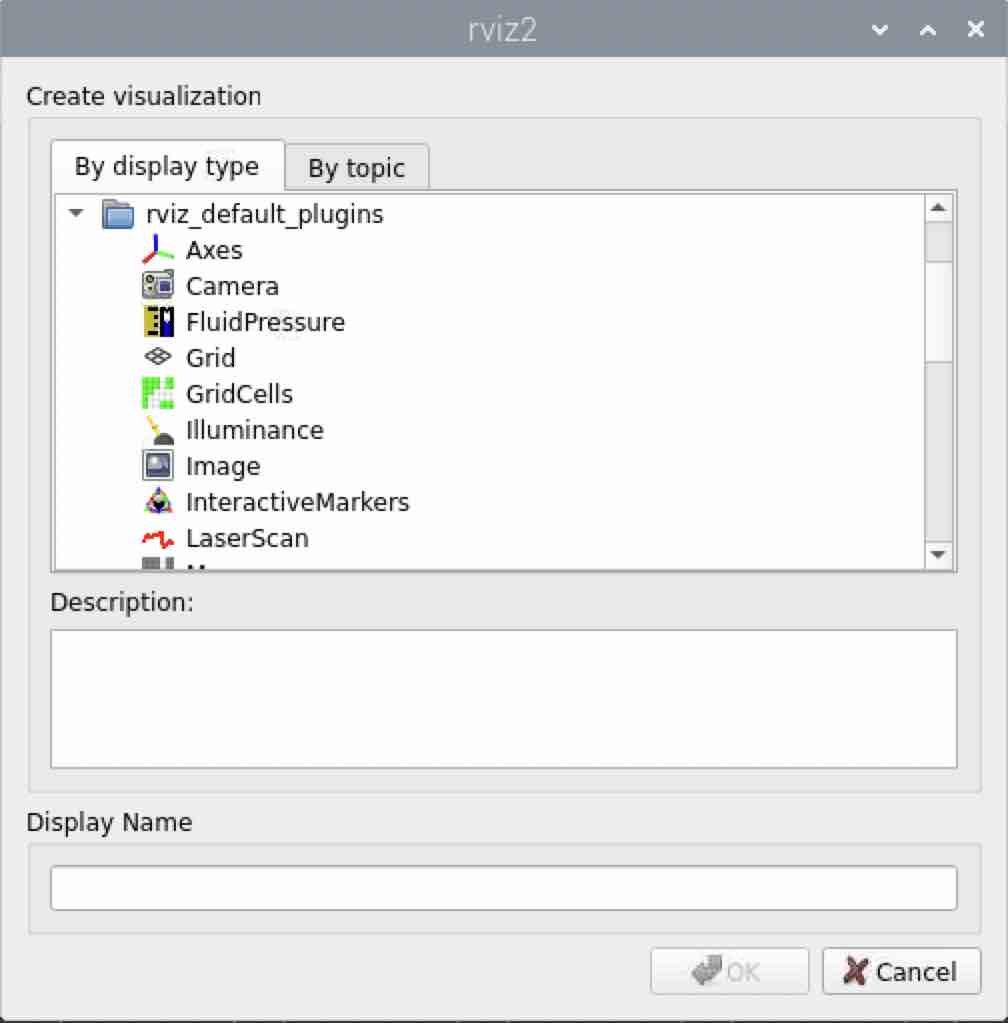 rviz2
Create visualization
By display type
By topic
rviz_default_plugins
Axes
Camera
FluidPressure
Grid
GridCells
Illuminance
Image
InteractiveMarkers
LaserScan
Description:
Display Name
OK
Cancel